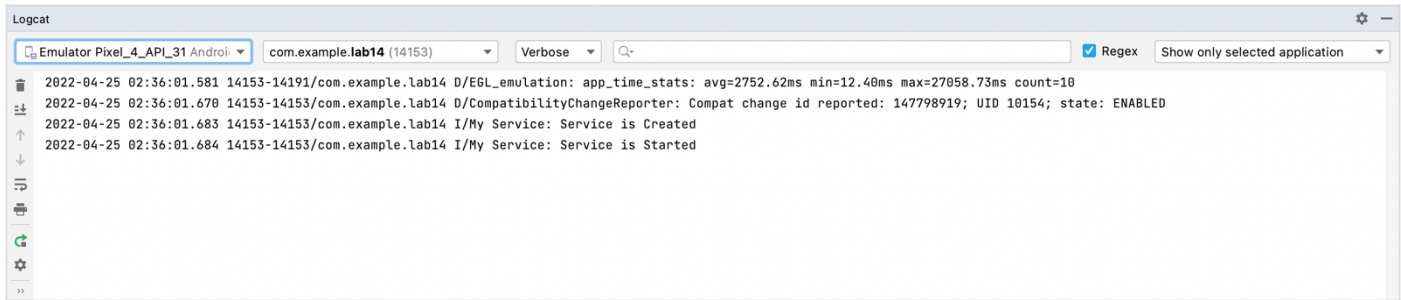 Logcat
Emulator Pixel_4_API_31 Androi
com.example.lab14 (14153)
Verbose
Regex
Show only selected application
2022-04-25 02:36:01.581 14153-14191/com.example.lab14 D/EGL_emulation: app_time_stats: avg=2752.62ms min=12.40ms max=27058.73ms count=10
2022-04-25 02:36:01.670 14153-14153/com.example.lab14 D/CompatibilityChangeReporter: Compat change id reported: 147798919; UID 10154; state: ENABLED
2022-04-25 02:36:01.683 14153-14153/com.example.lab14 I/My Service: Service is Created
2022-04-25 02:36:01.684 14153-14153/com.example.lab14 I/My Service: Service is Started